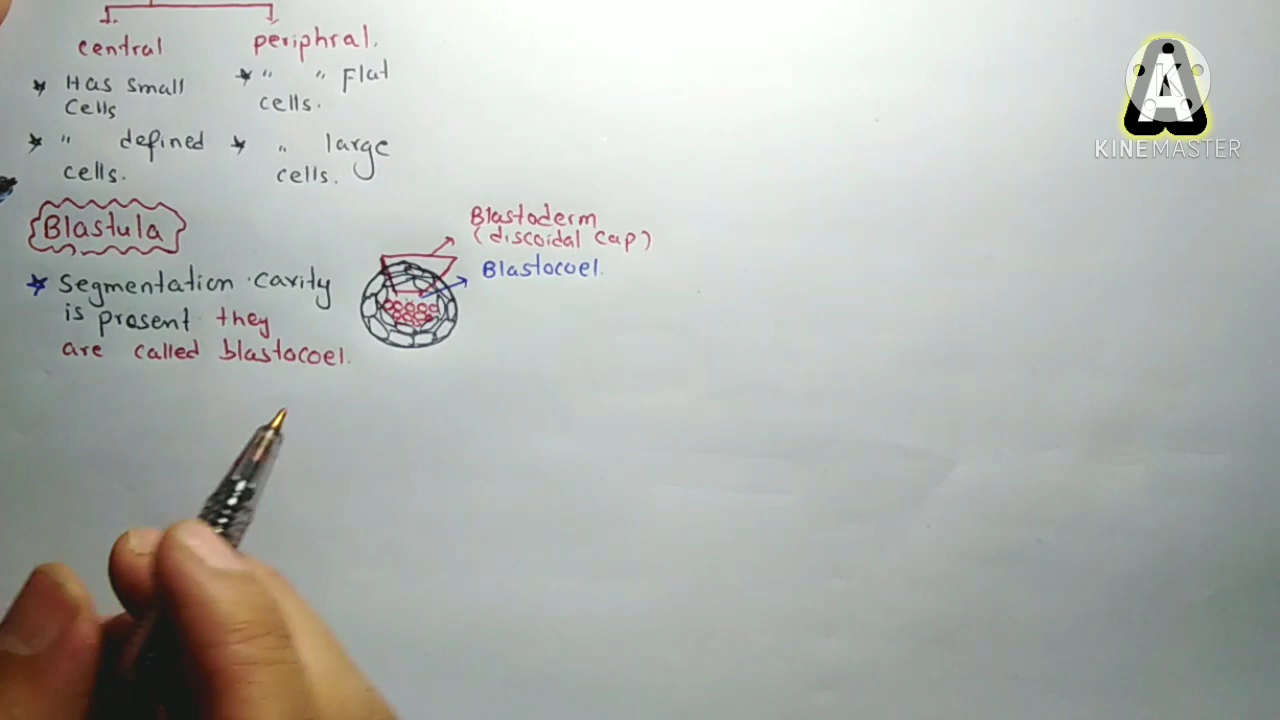 central
periphral.
★ Has small
cells
★ " " Flat
cells.
★ " defined
cells.
★ " large
cells.
Blastula
★ Segmentation cavity
is present they
are called blastocoel.
Blastoderm
(discoidal cap)
Blastocoel.
KINEMASTER